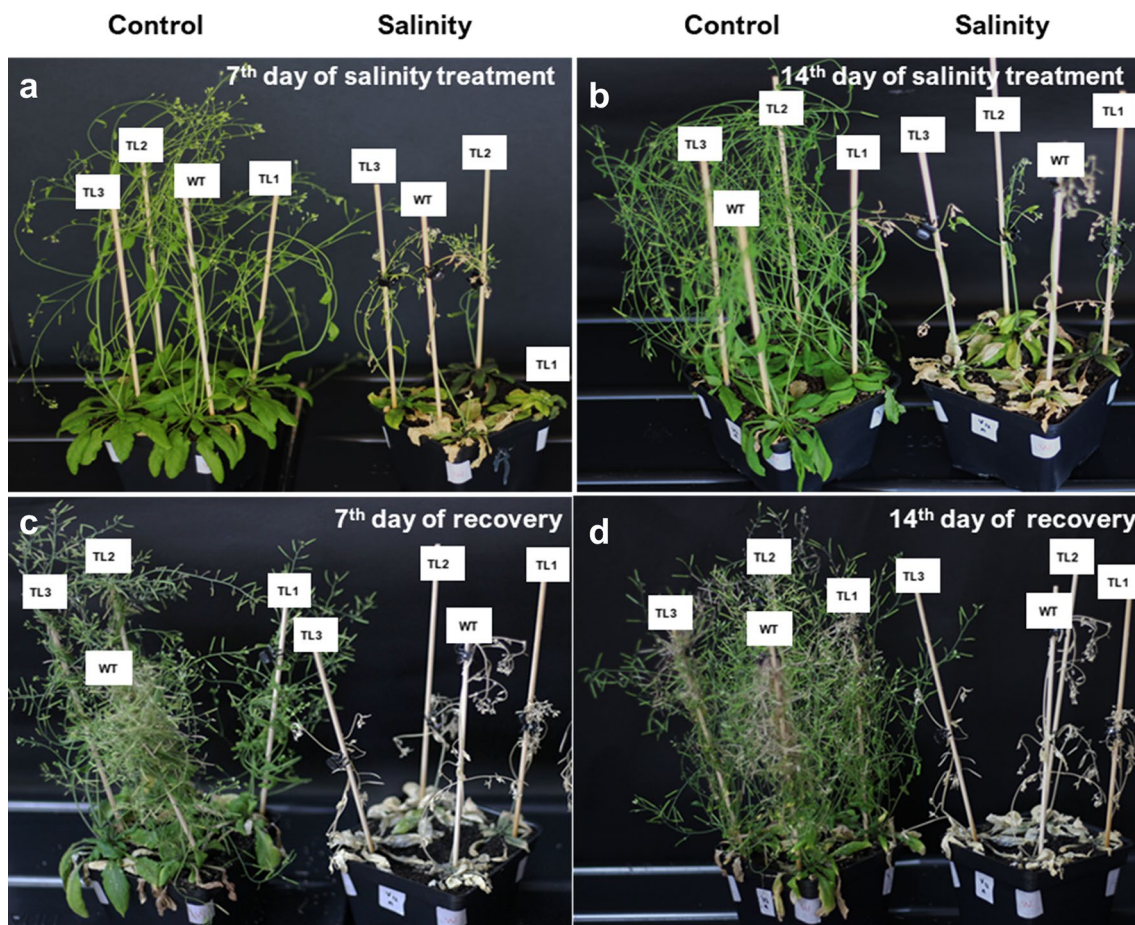 Control Salinity Control Salinity
a 7th day of salinity treatment
TL2
TL3 WT TL1
TL3 WT TL2
TL1
b 14th day of salinity treatment
TL2
TL3 TL1
WT
TL3 TL2 TL1
WT
c 7th day of recovery
TL2
TL3 TL1
WT
TL2 TL1
TL3 WT
d 14th day of recovery
TL2
TL3 WT TL1
TL3 TL2 TL1
WT